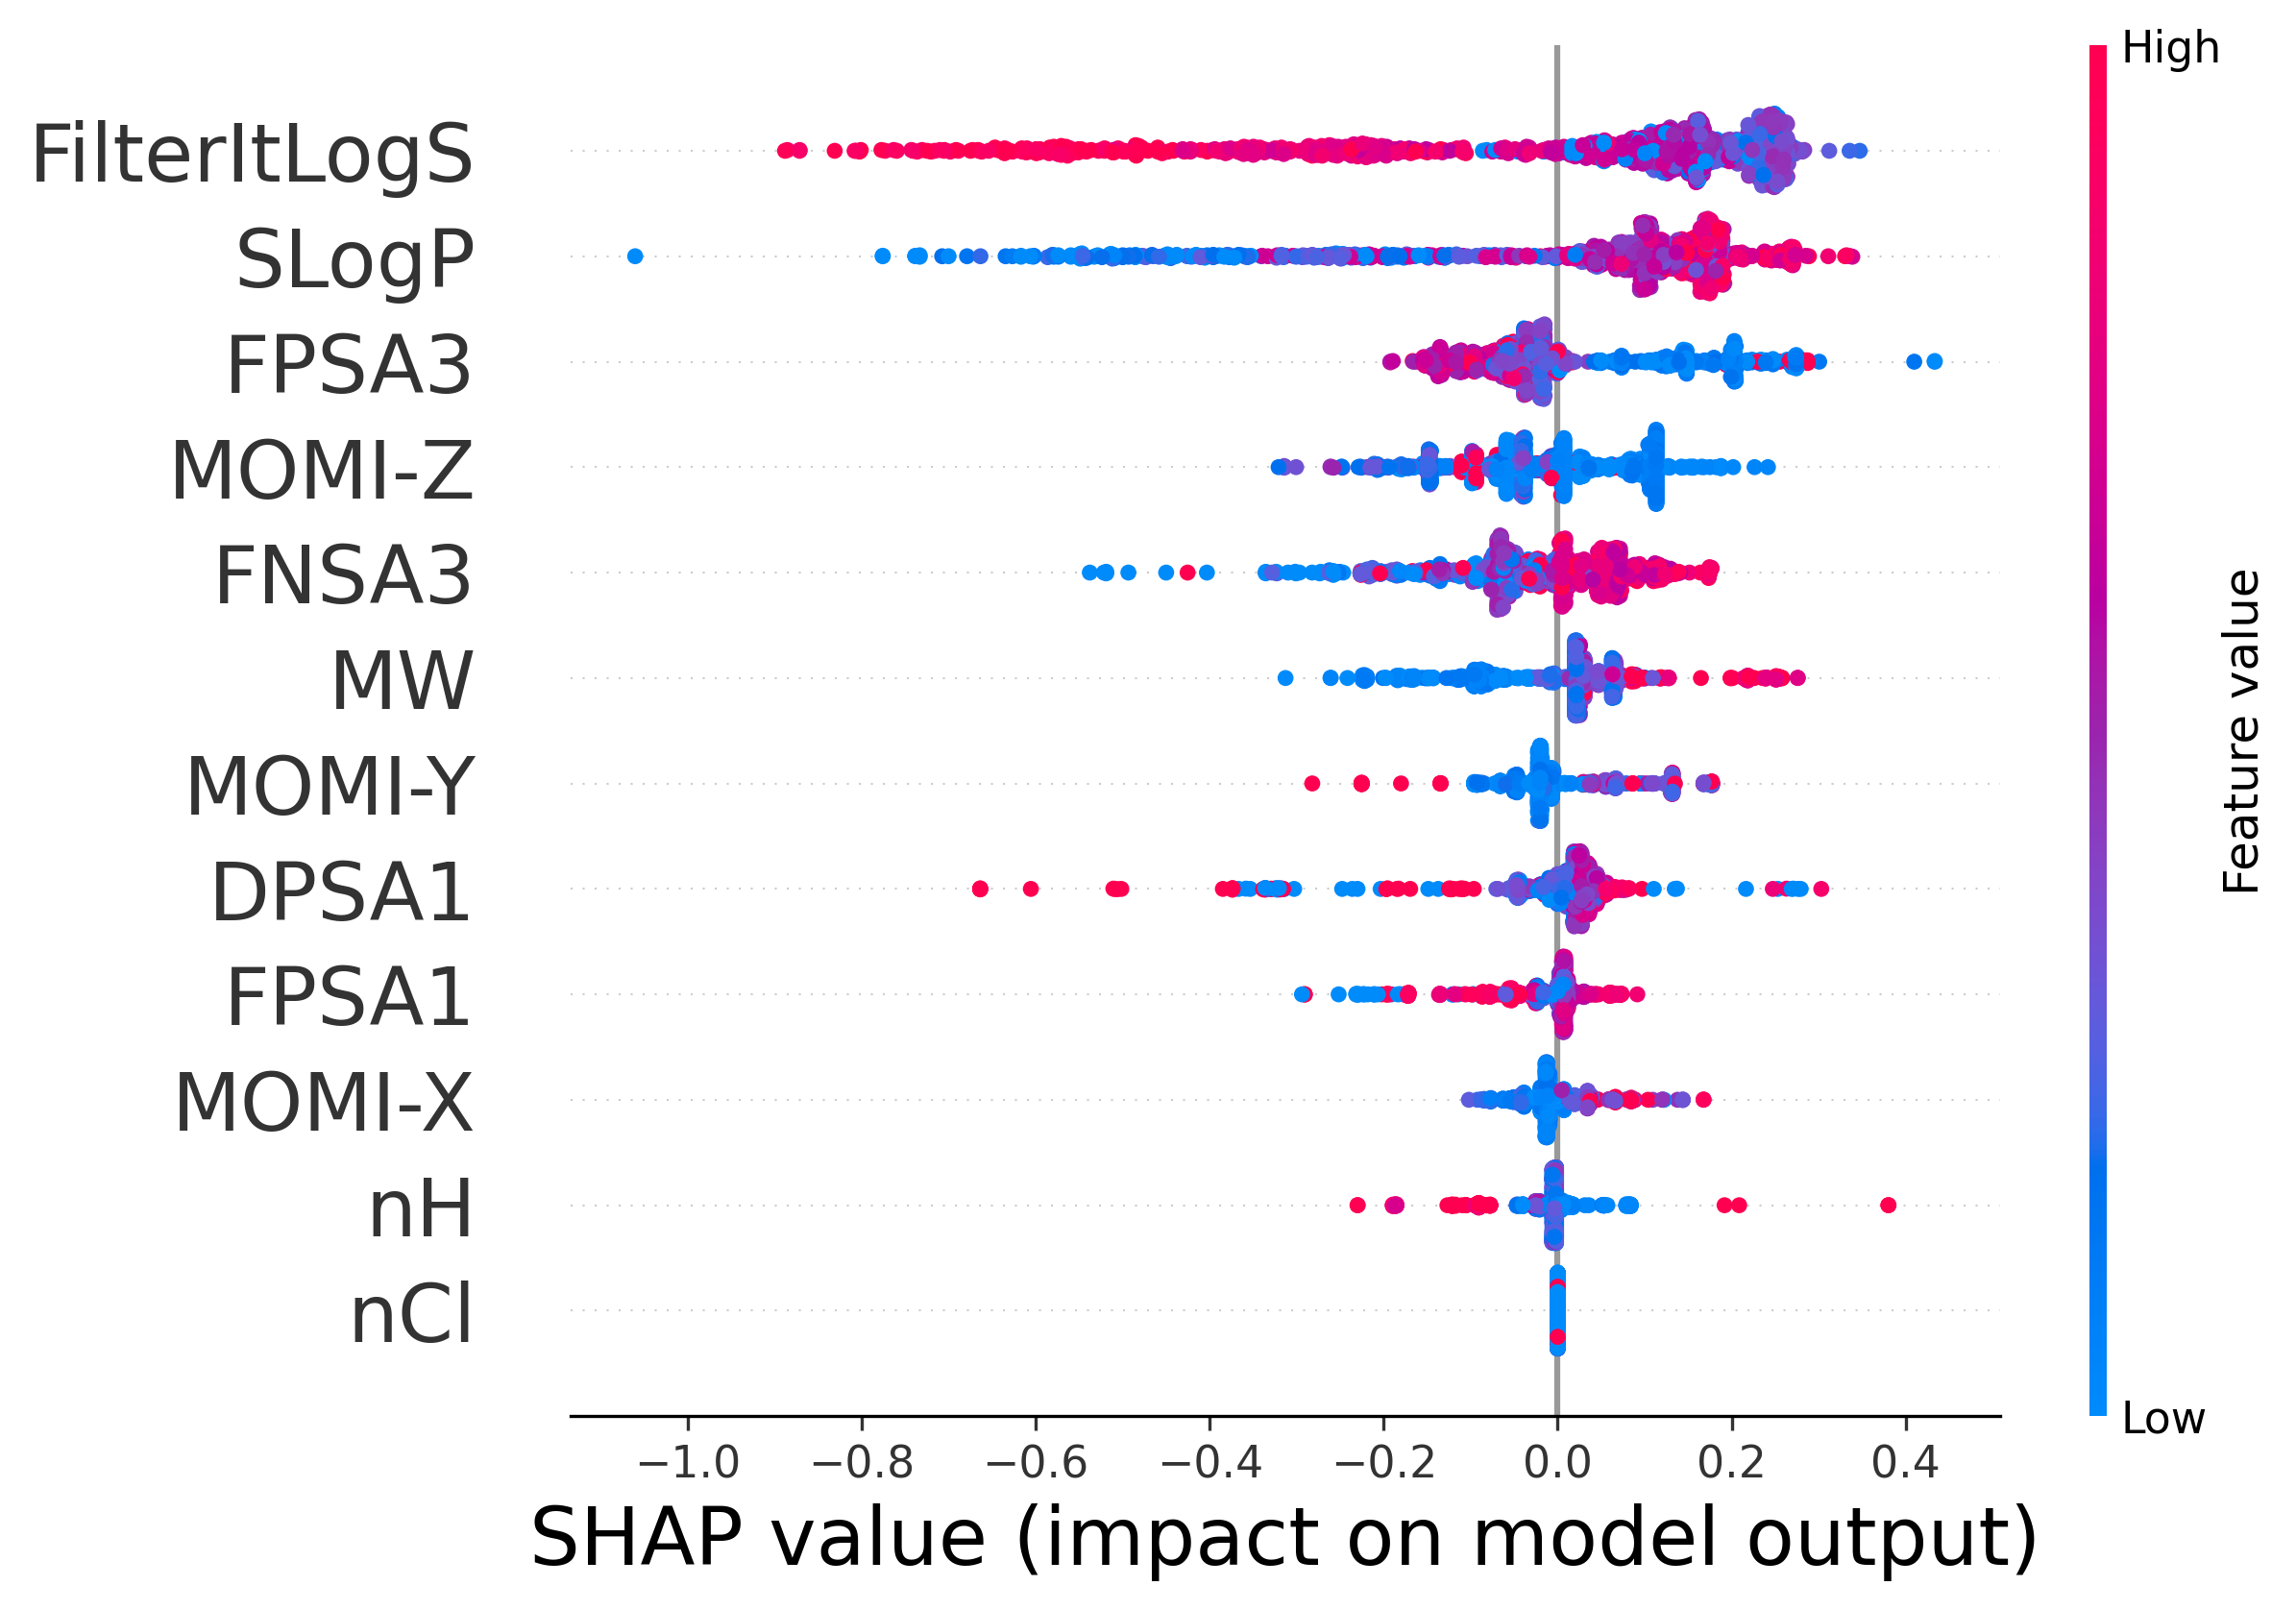 High
FilterItLogS
SLogP
FPSA3
MOMI-Z
FNSA3
MW
MOMI-Y
DPSA1
FPSA1
MOMI-X
nH
nCl
Feature value
Low
−1.0 −0.8 −0.6 −0.4 −0.2 0.0 0.2 0.4
SHAP value (impact on model output)